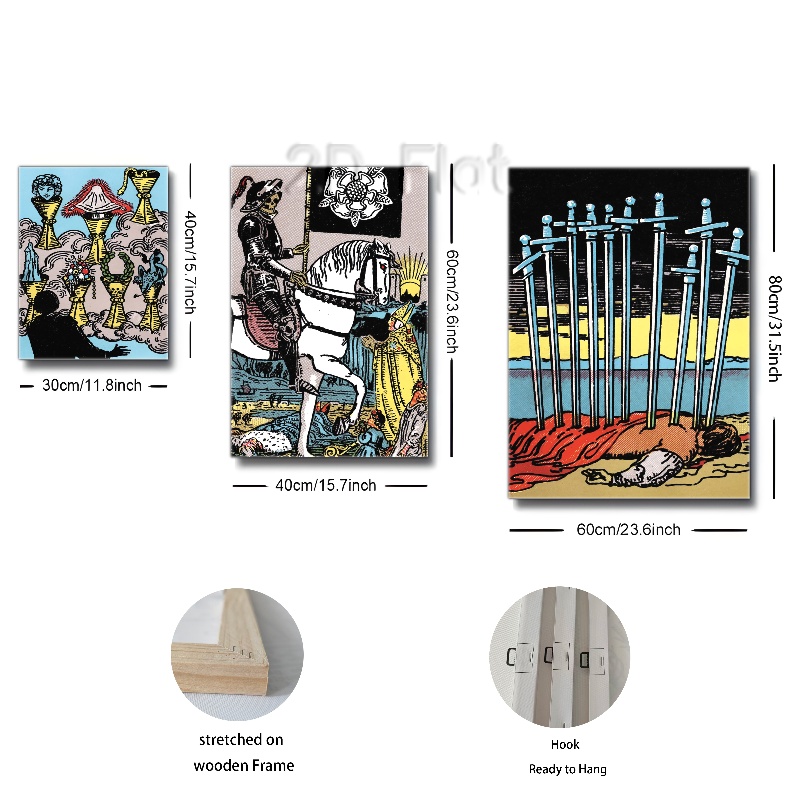 2D Flat
40cm/15.7inch
30cm/11.8inch
60cm/23.6inch
40cm/15.7inch
80cm/31.5inch
60cm/23.6inch
stretched on
wooden Frame
Hook
Ready to Hang